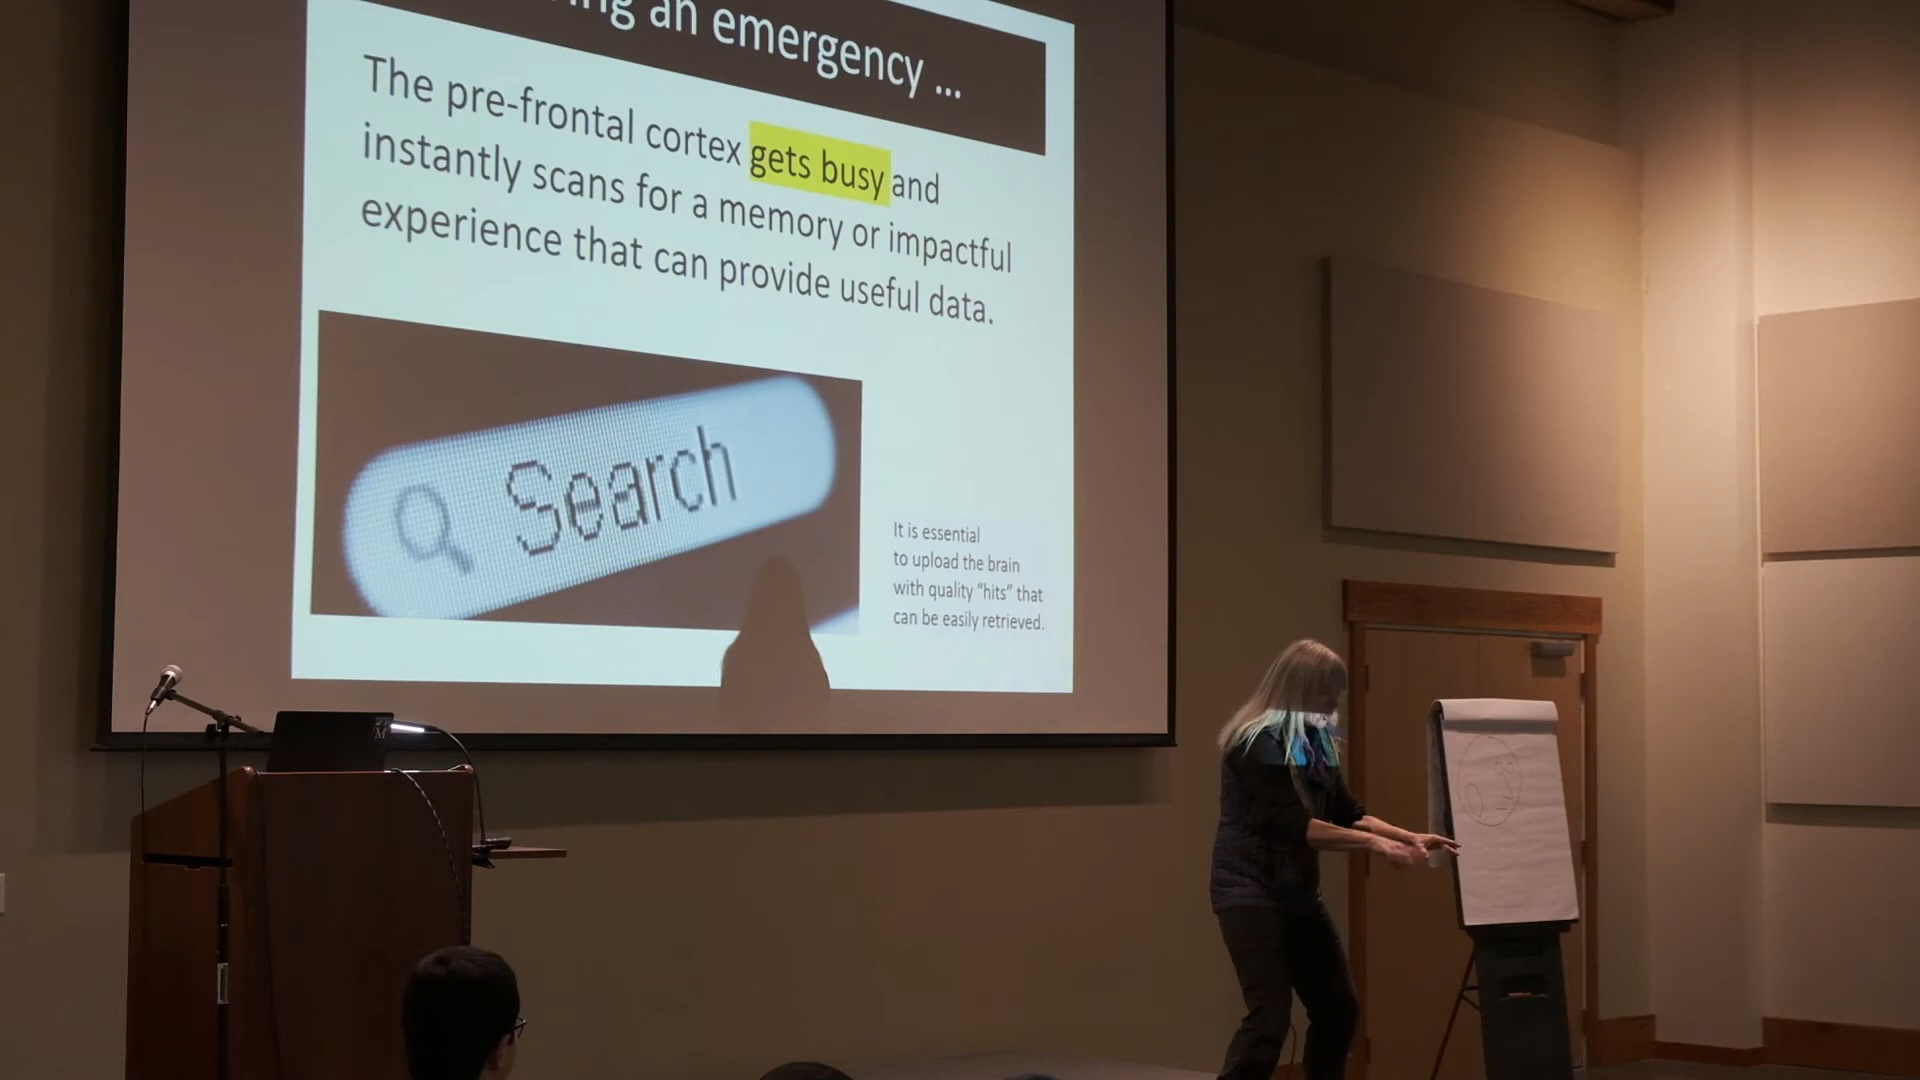 an emergency ...
The pre-frontal cortex gets busy and
instantly scans for a memory or impactful
experience that can provide useful data.
Search
It is essential
to upload the brain
with quality “hits” that
can be easily retrieved.